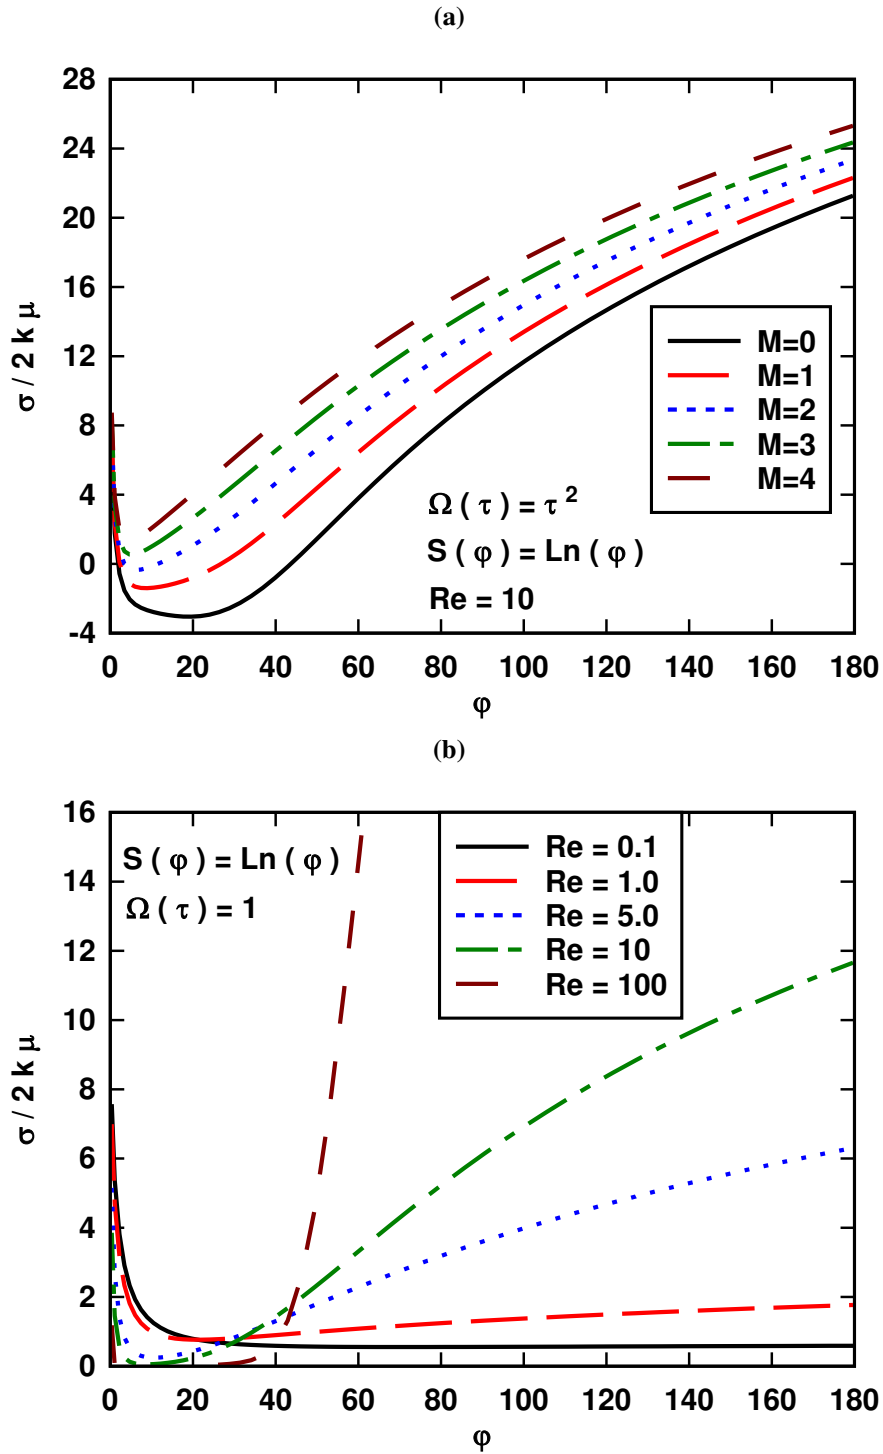 (a)
28
24
20
16
12
8
4
0
-4
σ / 2 k μ
M=0
M=1
M=2
M=3
M=4
Ω ( τ ) = τ ²
S ( φ ) = Ln ( φ )
Re = 10
0 20 40 60 80 100 120 140 160 180
φ
(b)
16
14
12
10
8
6
4
2
0
σ / 2 k μ
S ( φ ) = Ln ( φ )
Ω ( τ ) = 1
Re = 0.1
Re = 1.0
Re = 5.0
Re = 10
Re = 100
0 20 40 60 80 100 120 140 160 180
φ